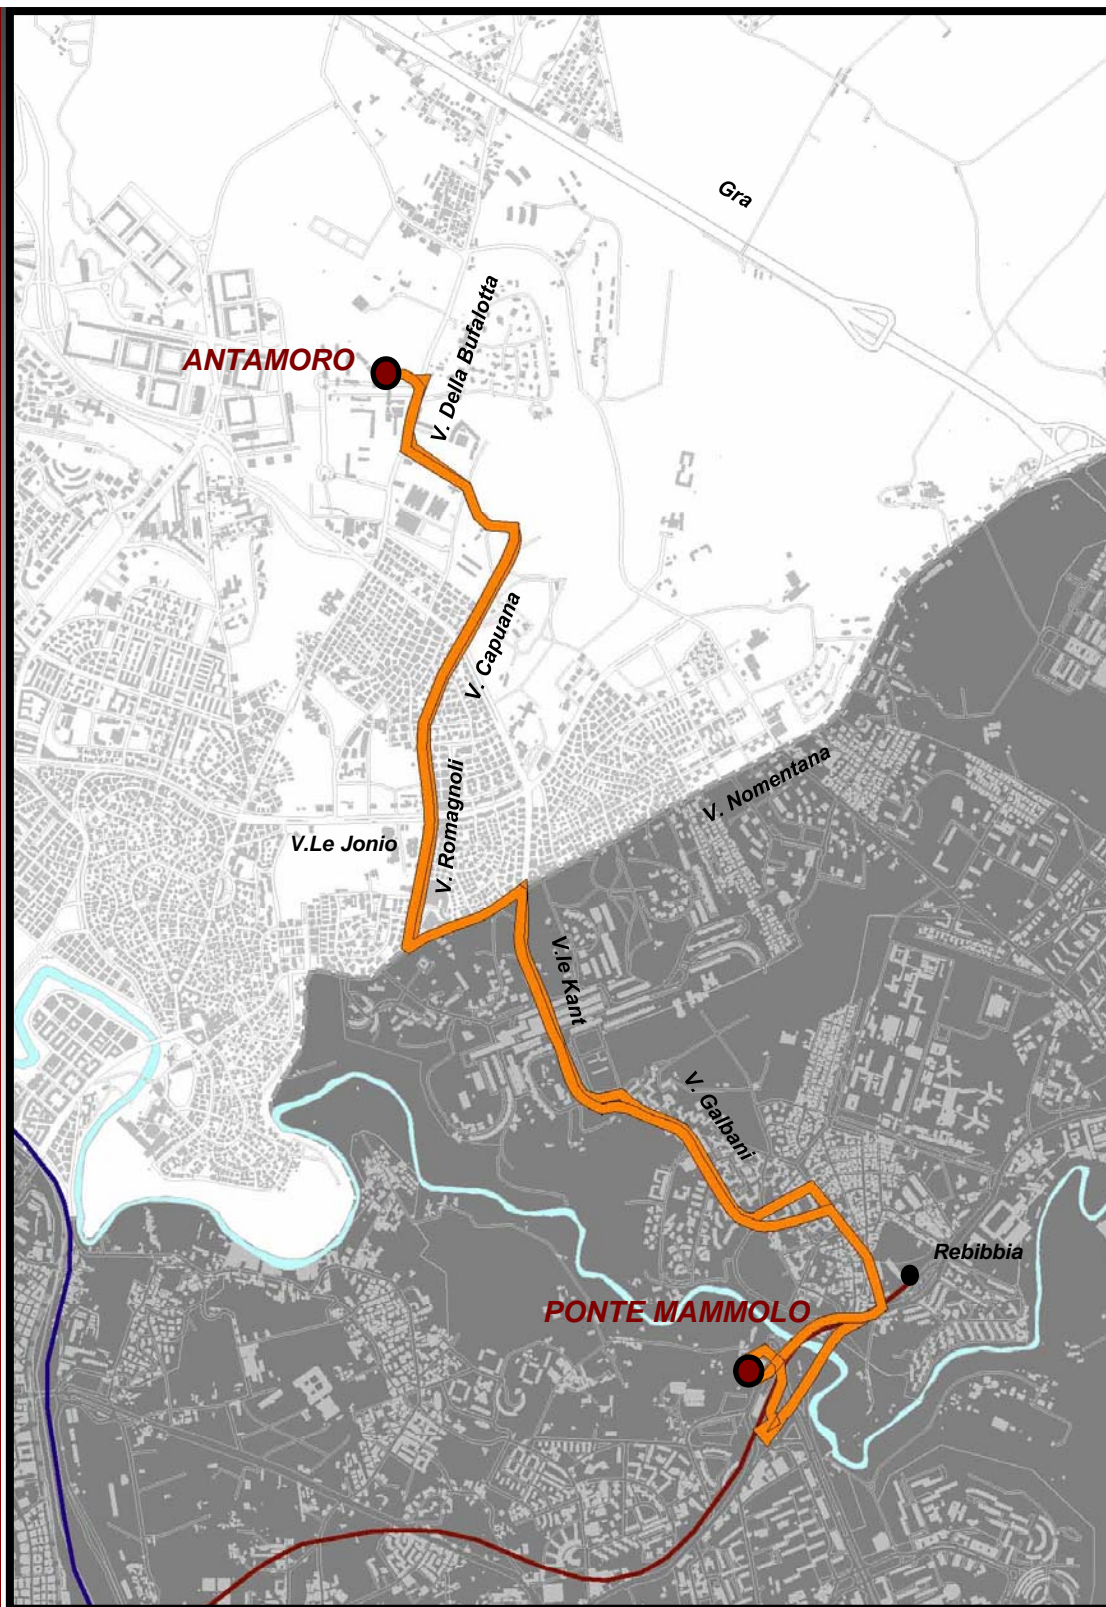 Gra
V. Della Bufalotta
ANTAMORO
V. Capuana
V. Nomentana
V. Romagnoli
V.Le Jonio
V.le Kant
V. Galbani
Rebibbia
PONTE MAMMOLO